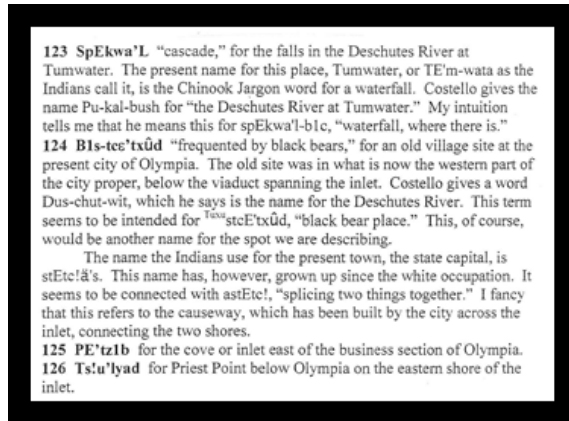 123 SpEkwa'L "cascade," for the falls in the Deschutes River at
Tumwater. The present name for this place, Tumwater, or TE'm-wata as the
Indians call it, is the Chinook Jargon word for a waterfall. Costello gives the
name Pu-kal-bush for "the Deschutes River at Tumwater." My intuition
tells me that he means this for spEkwa'l-b1c, "waterfall, where there is."
124 B1s-tcɛ'txûd "frequented by black bears," for an old village site at the
present city of Olympia. The old site was in what is now the western part of
the city proper, below the viaduct spanning the inlet. Costello gives a word
Dus-chut-wit, which he says is the name for the Deschutes River. This term
seems to be intended for stcE'txûd, "black bear place." This, of course,
would be another name for the spot we are describing.
The name the Indians use for the present town, the state capital, is
stEtc!ä's. This name has, however, grown up since the white occupation. It
seems to be connected with astEtc!, "splicing two things together." I fancy
that this refers to the causeway, which has been built by the city across the
inlet, connecting the two shores.
125 PE'tz1b for the cove or inlet east of the business section of Olympia.
126 Ts!u'lyad for Priest Point below Olympia on the eastern shore of the
inlet.